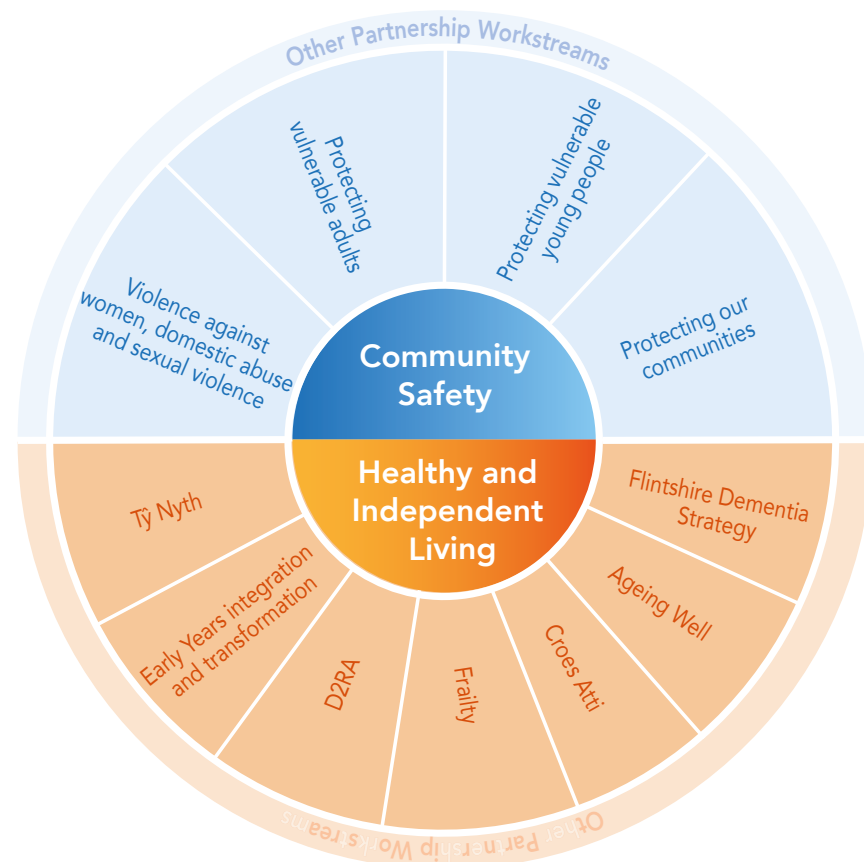 Other Partnership Workstreams
Protecting
vulnerable adults
Protecting vulnerable
young people
Violence against
women, domestic abuse
and sexual violence
Protecting our
communities
Community
Safety
Healthy and
Independent
Living
Tŷ Nyth
Early Years integration
and transformation
D2RA
Frailty
Croes Atti
Ageing Well
Flintshire Dementia
Strategy
Other Partnership Workstreams